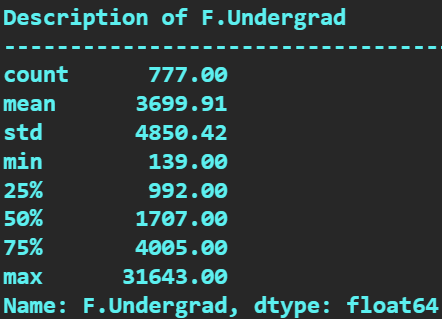 Description of F.Undergrad
---------------------------------
count 777.00
mean 3699.91
std 4850.42
min 139.00
25% 992.00
50% 1707.00
75% 4005.00
max 31643.00
Name: F.Undergrad, dtype: float64